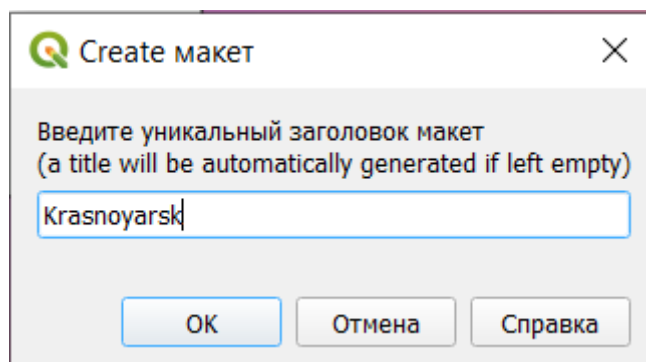 Create макет
Введите уникальный заголовок макет
(a title will be automatically generated if left empty)
Krasnoyarsk
OK
Отмена
Справка